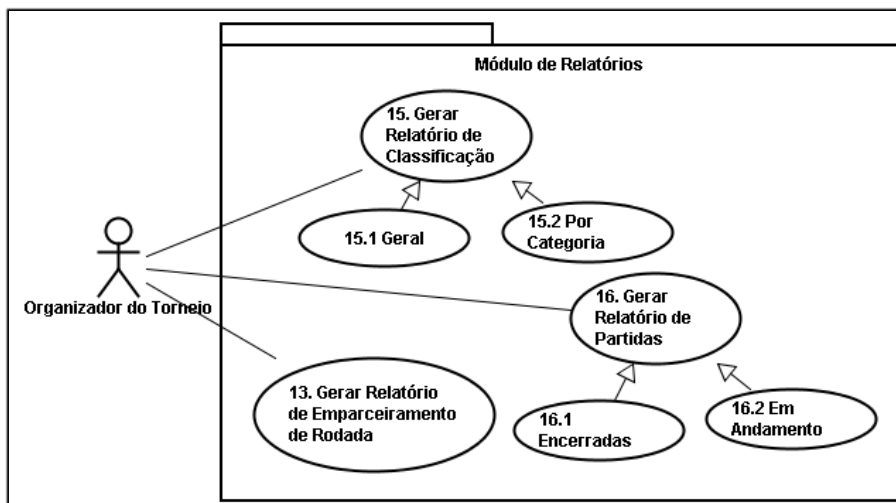 Módulo de Relatórios
15. Gerar
Relatório de
Classificação
15.1 Geral
15.2 Por
Categoria
Organizador do Torneio
16. Gerar
Relatório de
Partidas
13. Gerar Relatório
de Emparceiramento
de Rodada
16.1
Encerradas
16.2 Em
Andamento